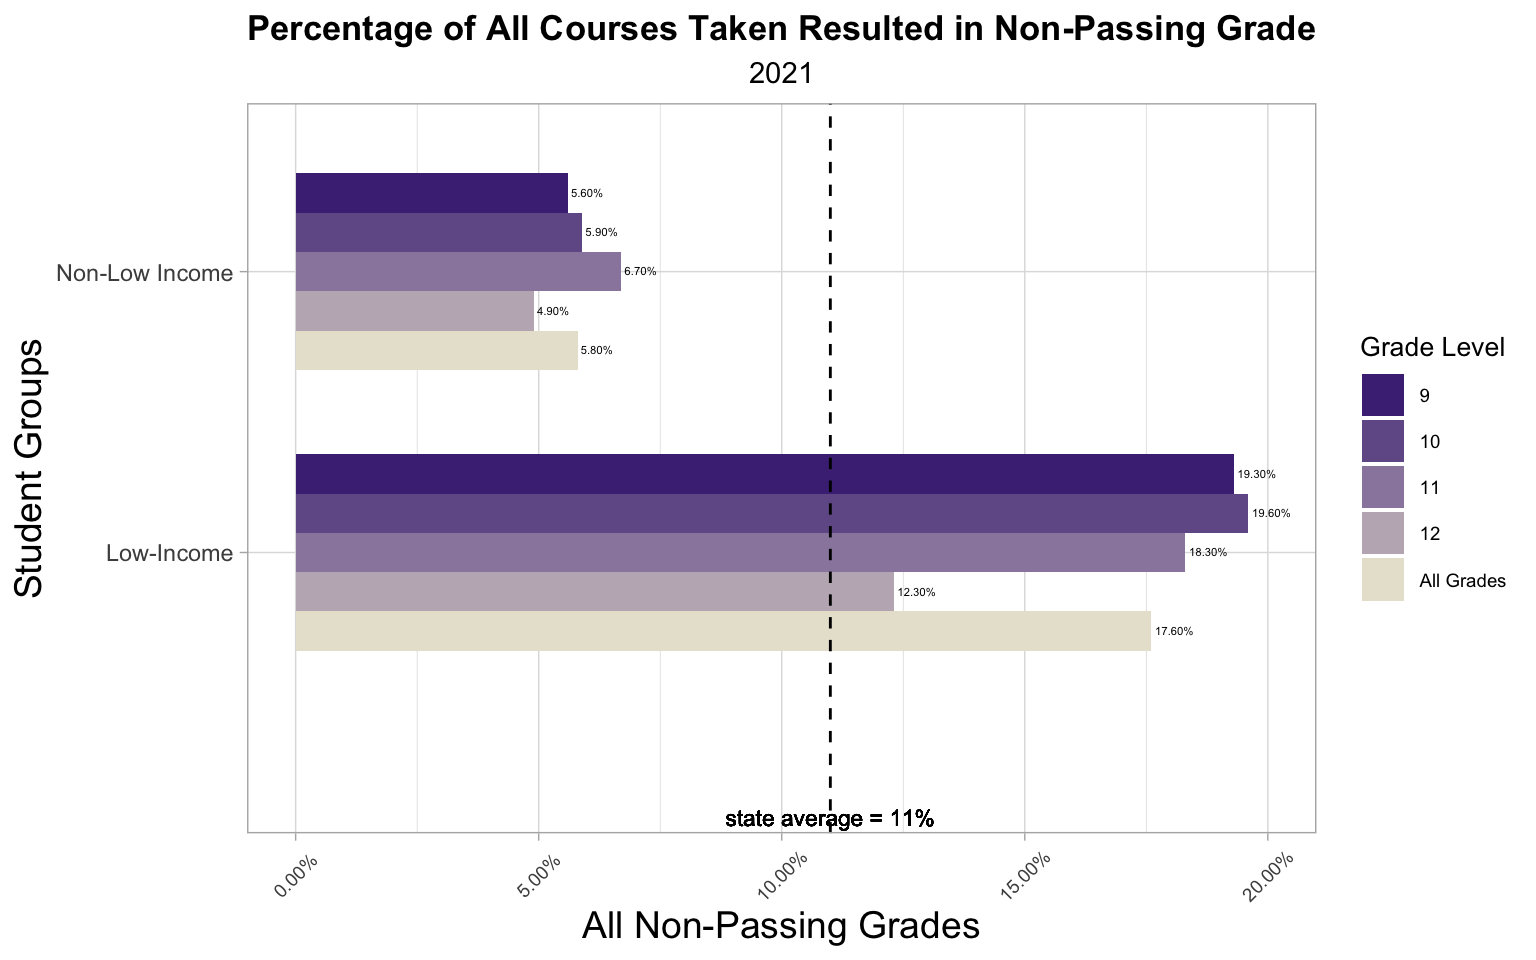 Percentage of All Courses Taken Resulted in Non-Passing Grade
2021
Student Groups
Non-Low Income
5.60%
5.90%
6.70%
4.90%
5.80%
Low-Income
19.30%
19.60%
18.30%
12.30%
17.60%
state average = 11%
0.00%
5.00%
10.00%
15.00%
20.00%
All Non-Passing Grades
Grade Level
9
10
11
12
All Grades